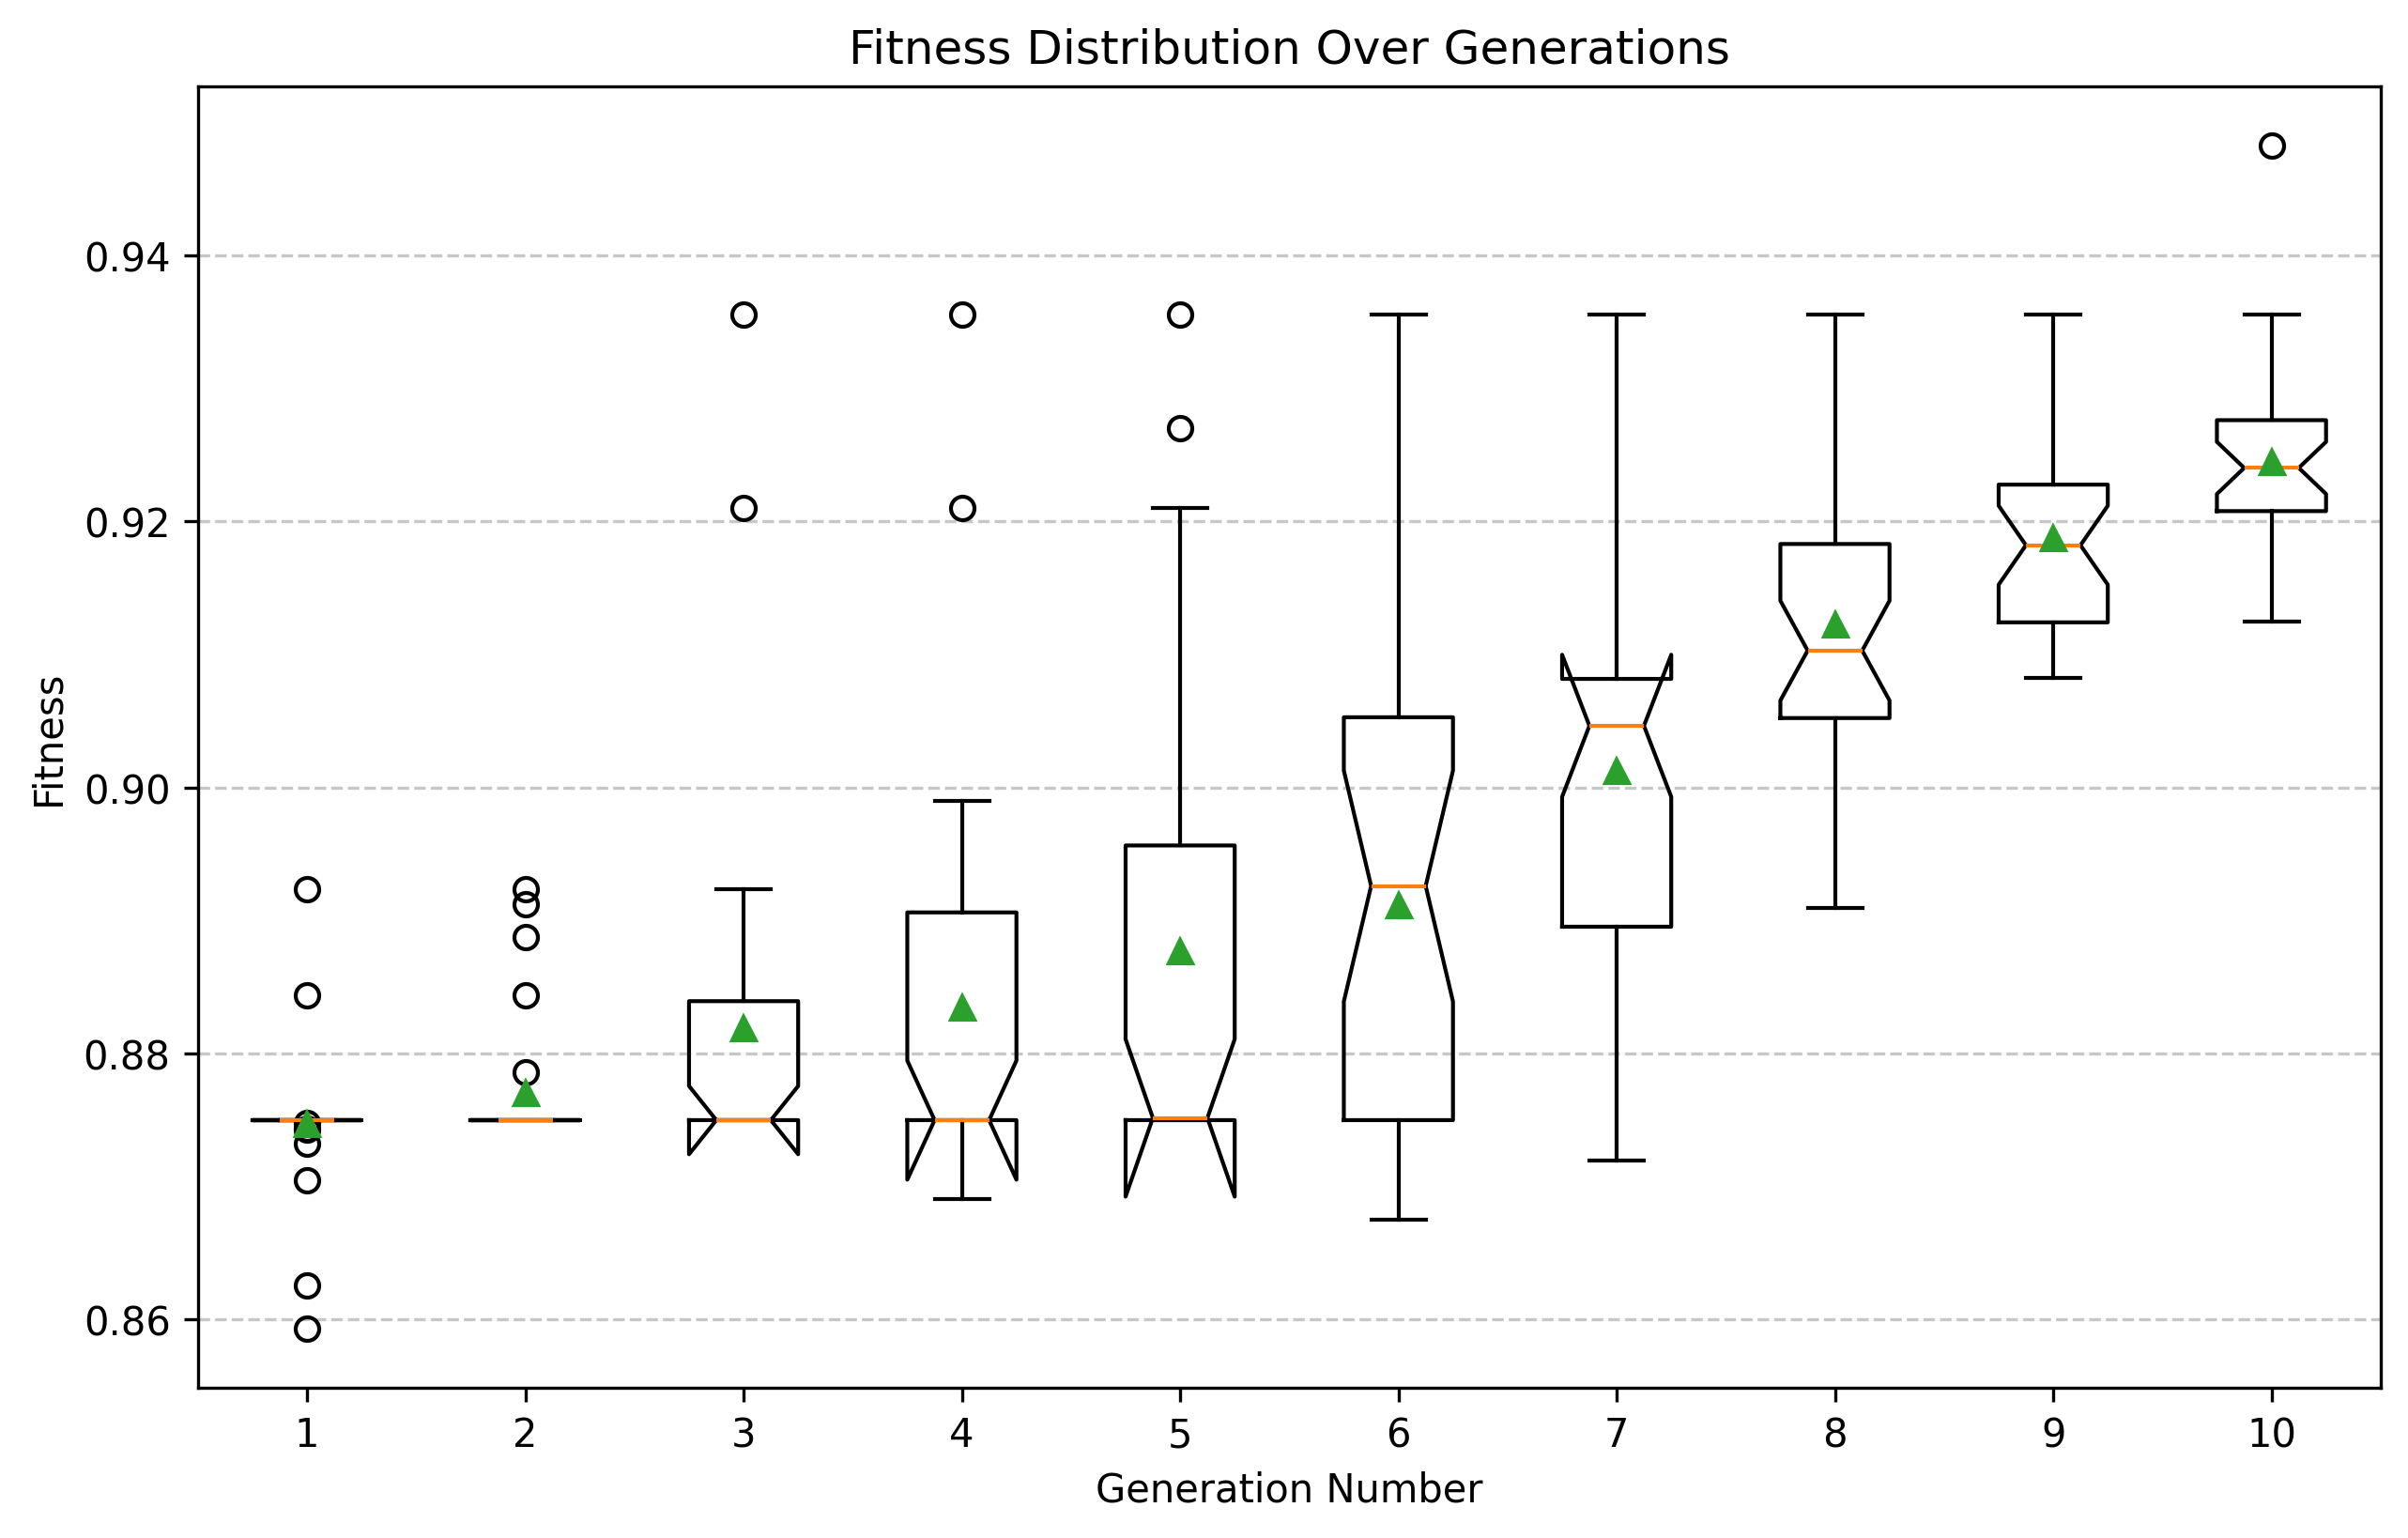 Fitness Distribution Over Generations
Fitness
0.94
0.92
0.90
0.88
0.86
1 2 3 4 5 6 7 8 9 10
Generation Number